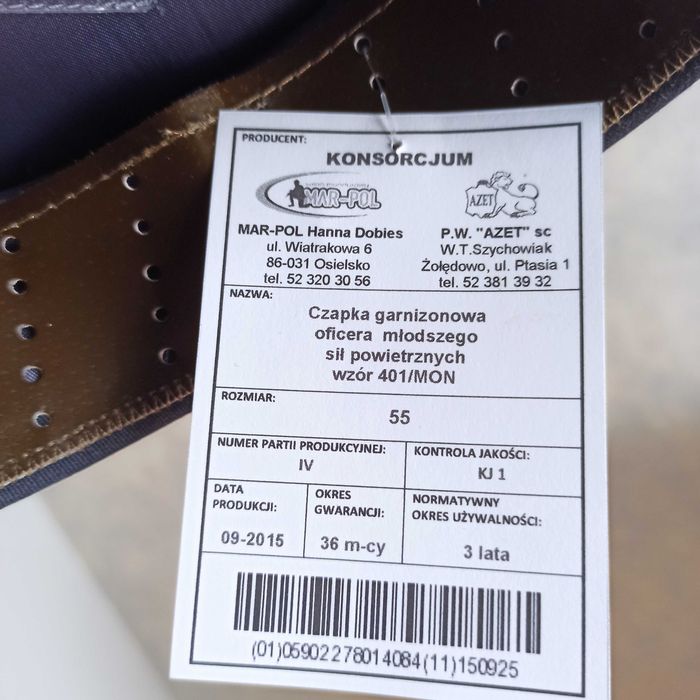 PRODUCENT:
KONSORCJUM
MAR-POL
AZET
MAR-POL Hanna Dobies
ul. Wiatrakowa 6
86-031 Osielsko
tel. 52 320 30 56
P.W. "AZET" sc
W.T.Szychowiak
Żołędowo, ul. Ptasia 1
tel. 52 381 39 32
NAZWA:
Czapka garnizonowa
oficera młodszego
sił powietrznych
wzór 401/MON
ROZMIAR:
55
NUMER PARTII PRODUKCYJNEJ:
IV
KONTROLA JAKOŚCI:
KJ 1
DATA
PRODUKCJI:
09-2015
OKRES
GWARANCJI:
36 m-cy
NORMATYWNY
OKRES UŻYWALNOŚCI:
3 lata
(01)05902278014084(11)150925